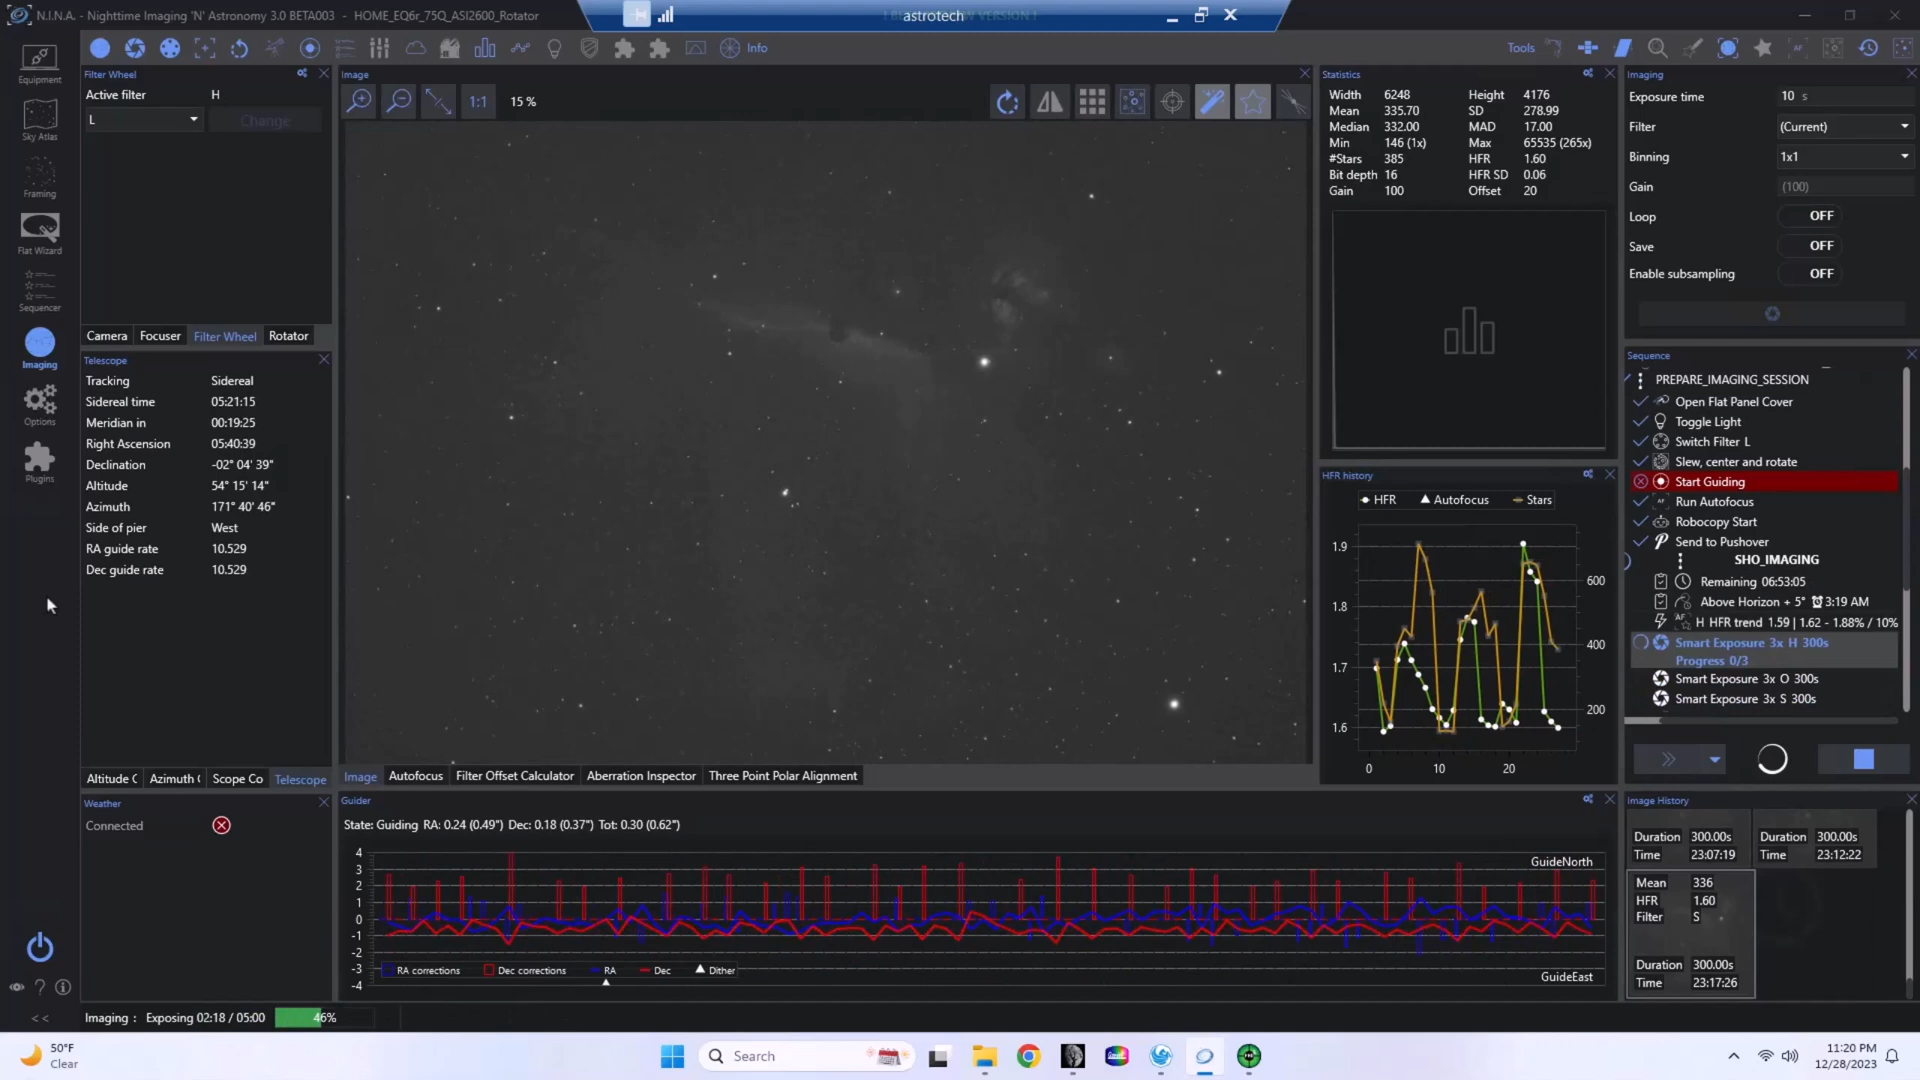 N.I.N.A. - Nighttime Imaging 'N' Astronomy 3.0 BETA003 - HOME_EQ6r_75Q_ASI2600_Rotator
astrotech
Equipment
Sky Atlas
Framing
Flat Wizard
Sequencer
Imaging
Options
Plugins
Info
Tools
Filter Wheel
Active filter H
L
Change
Camera Focuser Filter Wheel Rotator
Telescope
Tracking Sidereal
Sidereal time 05:21:15
Meridian in 00:19:25
Right Ascension 05:40:39
Declination -02° 04' 39"
Altitude 54° 15' 14"
Azimuth 171° 40' 46"
Side of pier West
RA guide rate 10.529
Dec guide rate 10.529
Altitude C Azimuth ( Scope Co Telescope
Weather
Connected
Image
1:1 15 %
Image Autofocus Filter Offset Calculator Aberration Inspector Three Point Polar Alignment
Guider
State: Guiding RA: 0.24 (0.49") Dec: 0.18 (0.37") Tot: 0.30 (0.62")
4
3
2
1
0
-1
-2
-3
-4
GuideNorth
GuideEast
RA corrections Dec corrections RA Dec Dither
Statistics
Width 6248 Height 4176
Mean 335.70 SD 278.99
Median 332.00 MAD 17.00
Min 146 (1x) Max 65535 (265x)
#Stars 385 HFR 1.60
Bit depth 16 HFR SD 0.06
Gain 100 Offset 20
HFR history
HFR Autofocus Stars
1.9
1.8
1.7
1.6
600
400
200
0 10 20
Imaging
Exposure time 10 s
Filter (Current)
Binning 1x1
Gain (100)
Loop OFF
Save OFF
Enable subsampling OFF
Sequence
PREPARE_IMAGING_SESSION
Open Flat Panel Cover
Toggle Light
Switch Filter L
Slew, center and rotate
Start Guiding
AF Run Autofocus
Robocopy Start
Send to Pushover
SHO_IMAGING
Remaining 06:53:05
Above Horizon + 5° 3:19 AM
AF H HFR trend 1.59 | 1.62 - 1.88% / 10%
Smart Exposure 3x H 300s
Progress 0/3
Smart Exposure 3x O 300s
Smart Exposure 3x S 300s
Image History
Duration 300.00s Duration 300.00s
Time 23:07:19 Time 23:12:22
Mean 336
HFR 1.60
Filter S
Duration 300.00s
Time 23:17:26
<<
Imaging : Exposing 02:18 / 05:00 46%
50°F
Clear
Search
11:20 PM
12/28/2023